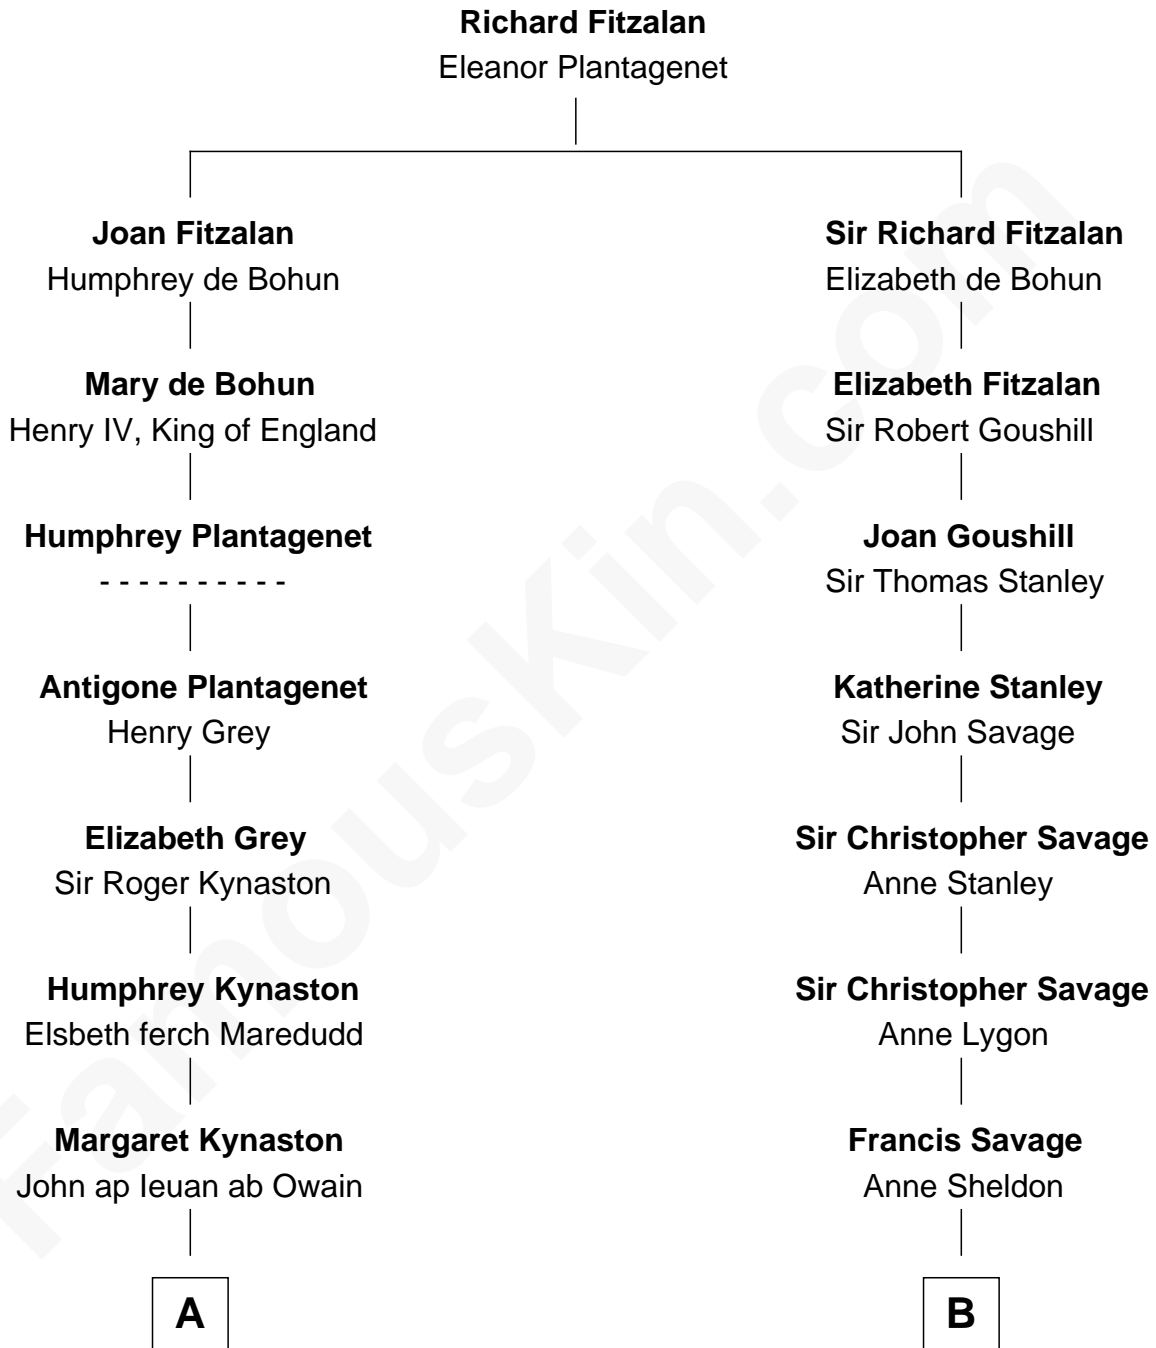 Richard Fitzalan
Eleanor Plantagenet
Joan Fitzalan
Humphrey de Bohun
Mary de Bohun
Henry IV, King of England
Humphrey Plantagenet
- - - - - - - - - -
Antigone Plantagenet
Henry Grey
Elizabeth Grey
Sir Roger Kynaston
Humphrey Kynaston
Elsbeth ferch Maredudd
Margaret Kynaston
John ap Ieuan ab Owain
A
Sir Richard Fitzalan
Elizabeth de Bohun
Elizabeth Fitzalan
Sir Robert Goushill
Joan Goushill
Sir Thomas Stanley
Katherine Stanley
Sir John Savage
Sir Christopher Savage
Anne Stanley
Sir Christopher Savage
Anne Lygon
Francis Savage
Anne Sheldon
B
FamousKin.com